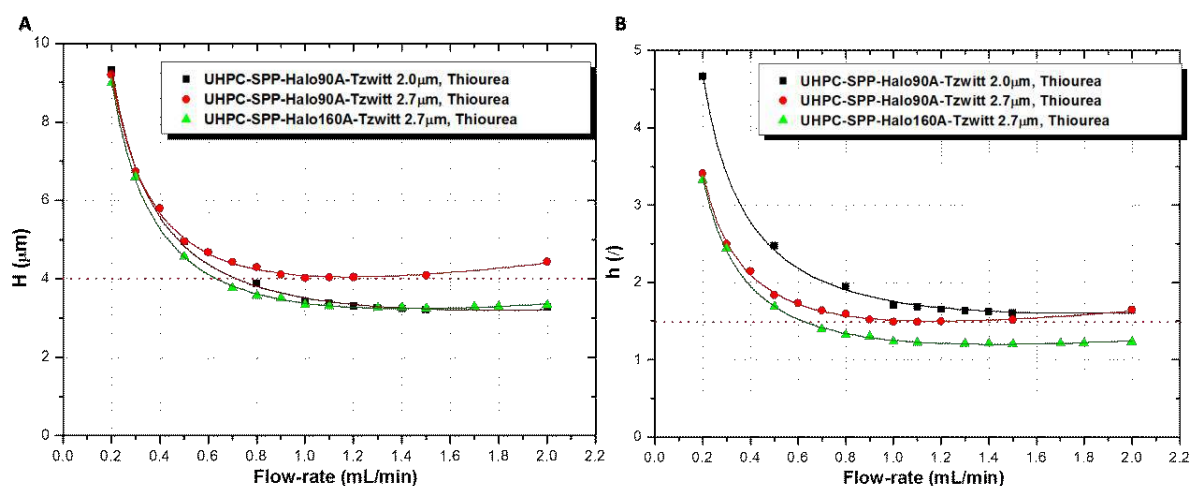 A
H (µm)
10
8
6
4
2
0
UHPC-SPP-Halo90A-Tzwitt 2.0µm, Thiourea
UHPC-SPP-Halo90A-Tzwitt 2.7µm, Thiourea
UHPC-SPP-Halo160A-Tzwitt 2.7µm, Thiourea
0.0 0.2 0.4 0.6 0.8 1.0 1.2 1.4 1.6 1.8 2.0 2.2
Flow-rate (mL/min)
B
h (/)
5
4
3
2
1
0
UHPC-SPP-Halo90A-Tzwitt 2.0µm, Thiourea
UHPC-SPP-Halo90A-Tzwitt 2.7µm, Thiourea
UHPC-SPP-Halo160A-Tzwitt 2.7µm, Thiourea
0.0 0.2 0.4 0.6 0.8 1.0 1.2 1.4 1.6 1.8 2.0 2.2
Flow-rate (mL/min)